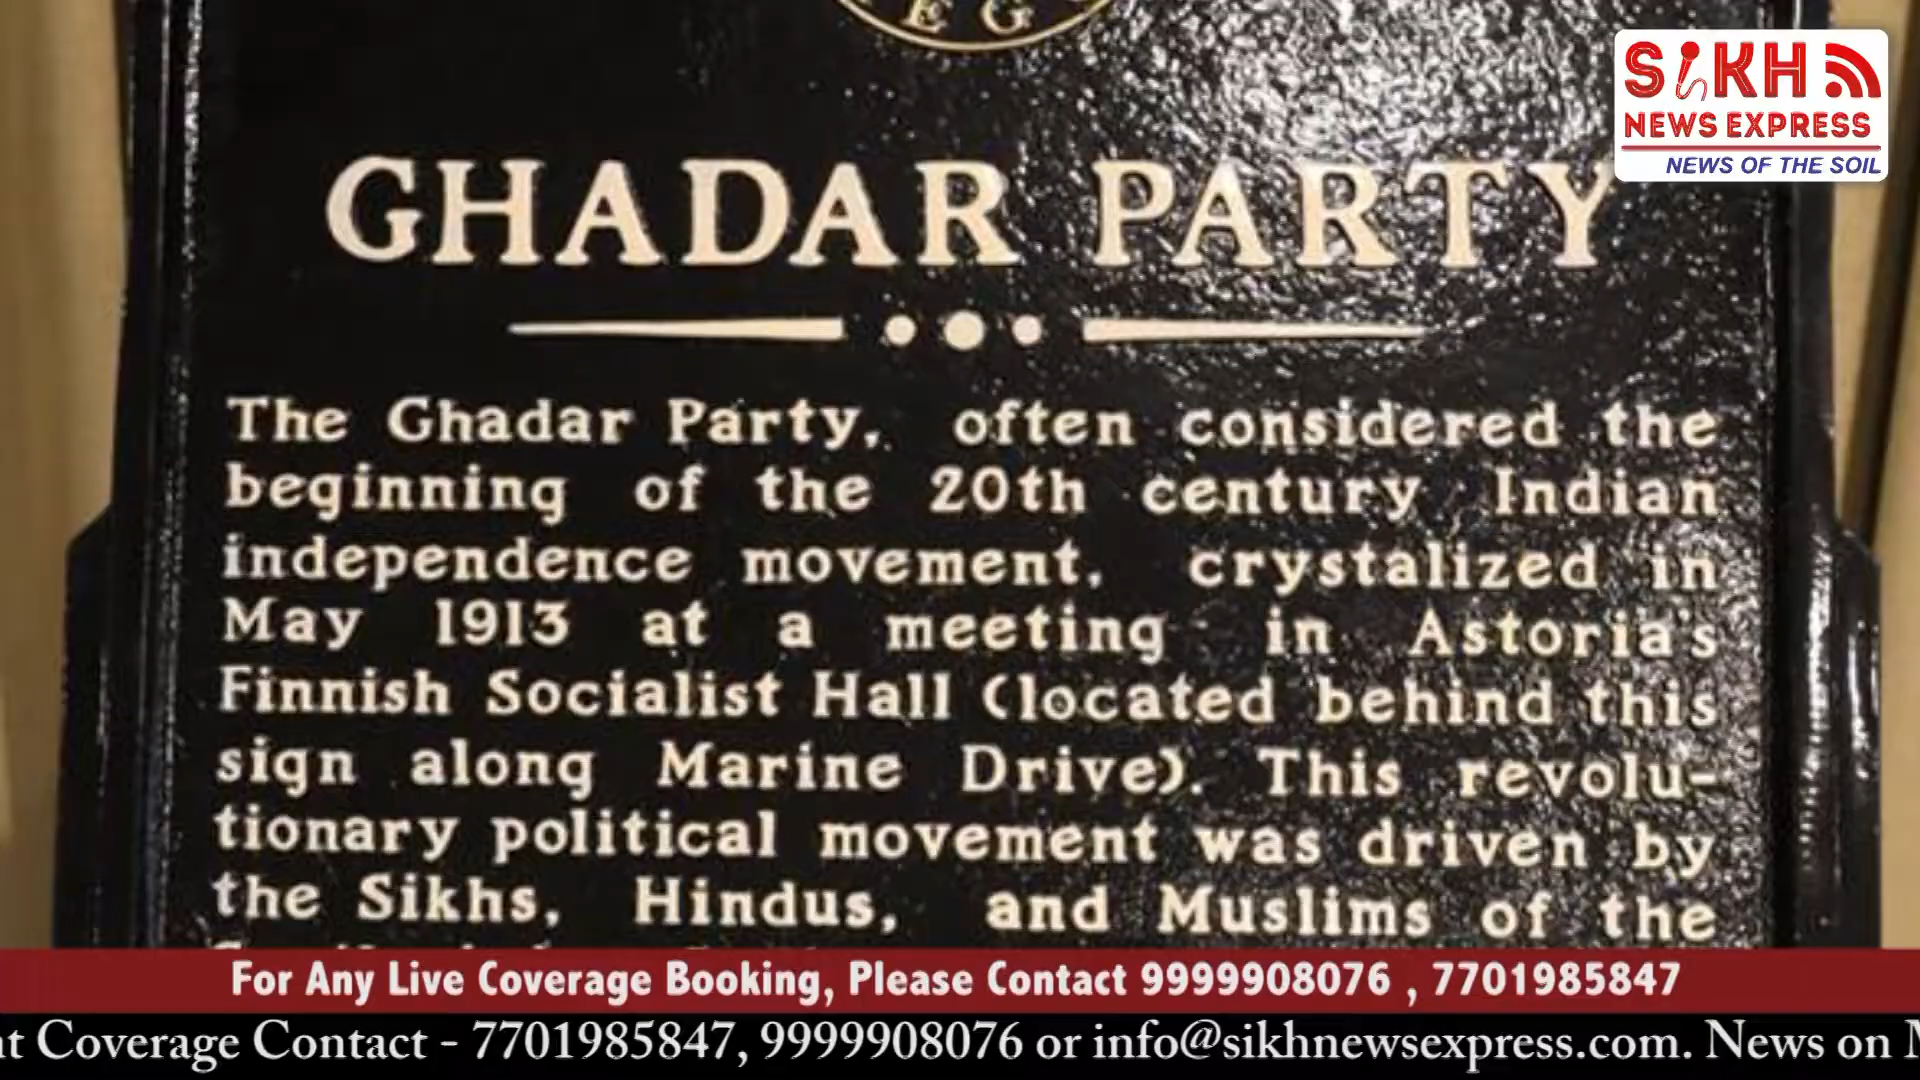 E G
SiKH
NEWS EXPRESS
NEWS OF THE SOIL
GHADAR PARTY
The Ghadar Party, often considered the
beginning of the 20th century Indian
independence movement, crystalized in
May 1913 at a meeting in Astoria's
Finnish Socialist Hall (located behind this
sign along Marine Drive). This revolu-
tionary political movement was driven by
the Sikhs, Hindus, and Muslims of the
For Any Live Coverage Booking, Please Contact 9999908076 , 7701985847
Coverage Contact - 7701985847, 9999908076 or info@sikhnewsexpress.com. News on